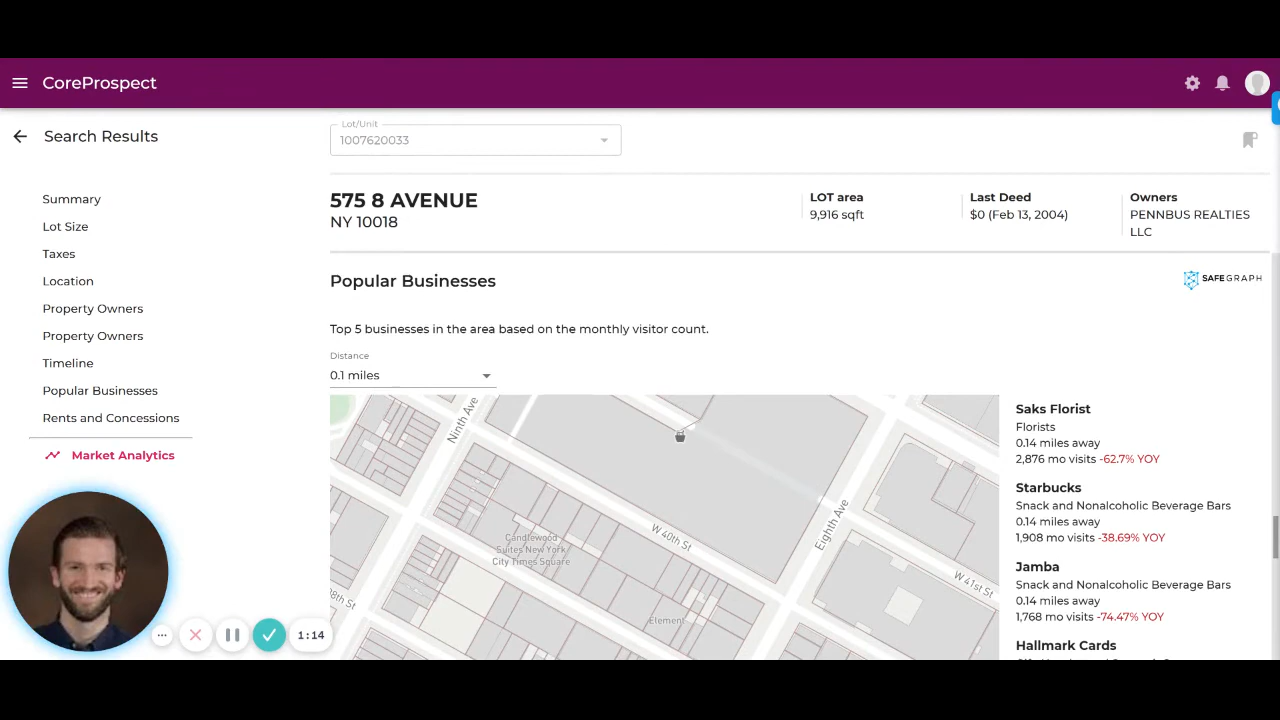 CoreProspect
Search Results
Summary
Lot Size
Taxes
Location
Property Owners
Property Owners
Timeline
Popular Businesses
Rents and Concessions
Market Analytics
1:14
Lot/Unit
1007620033
575 8 AVENUE
NY 10018
LOT area
9,916 sqft
Last Deed
$0 (Feb 13, 2004)
Owners
PENNBUS REALTIES
LLC
Popular Businesses
SAFEGRAPH
Top 5 businesses in the area based on the monthly visitor count.
Distance
0.1 miles
Ninth Ave
Candlewood
Suites New York
City Times Square
W 40th St
Eighth Ave
W 41st St
Element
38th St
Saks Florist
Florists
0.14 miles away
2,876 mo visits -62.7% YOY
Starbucks
Snack and Nonalcoholic Beverage Bars
0.14 miles away
1,908 mo visits -38.69% YOY
Jamba
Snack and Nonalcoholic Beverage Bars
0.14 miles away
1,768 mo visits -74.47% YOY
Hallmark Cards